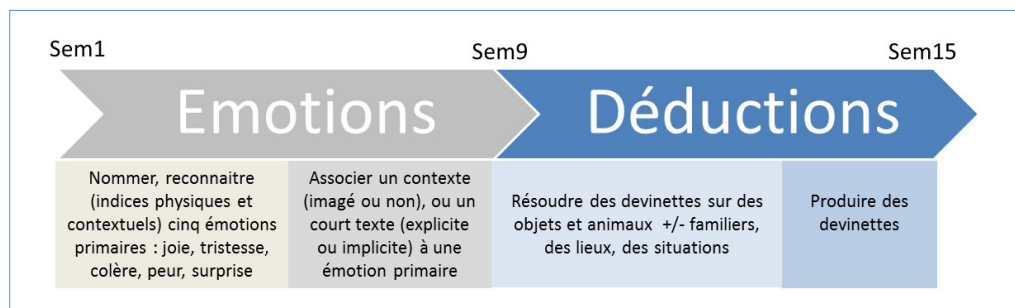 Sem1
Sem9
Sem15
Emotions
Déductions
Nommer, reconnaitre
(indices physiques et
contextuels) cinq émotions
primaires : joie, tristesse,
colère, peur, surprise
Associer un contexte
(imagé ou non), ou un
court texte (explicite
ou implicite) à une
émotion primaire
Résoudre des devinettes sur des
objets et animaux +/- familiers,
des lieux, des situations
Produire des
devinettes